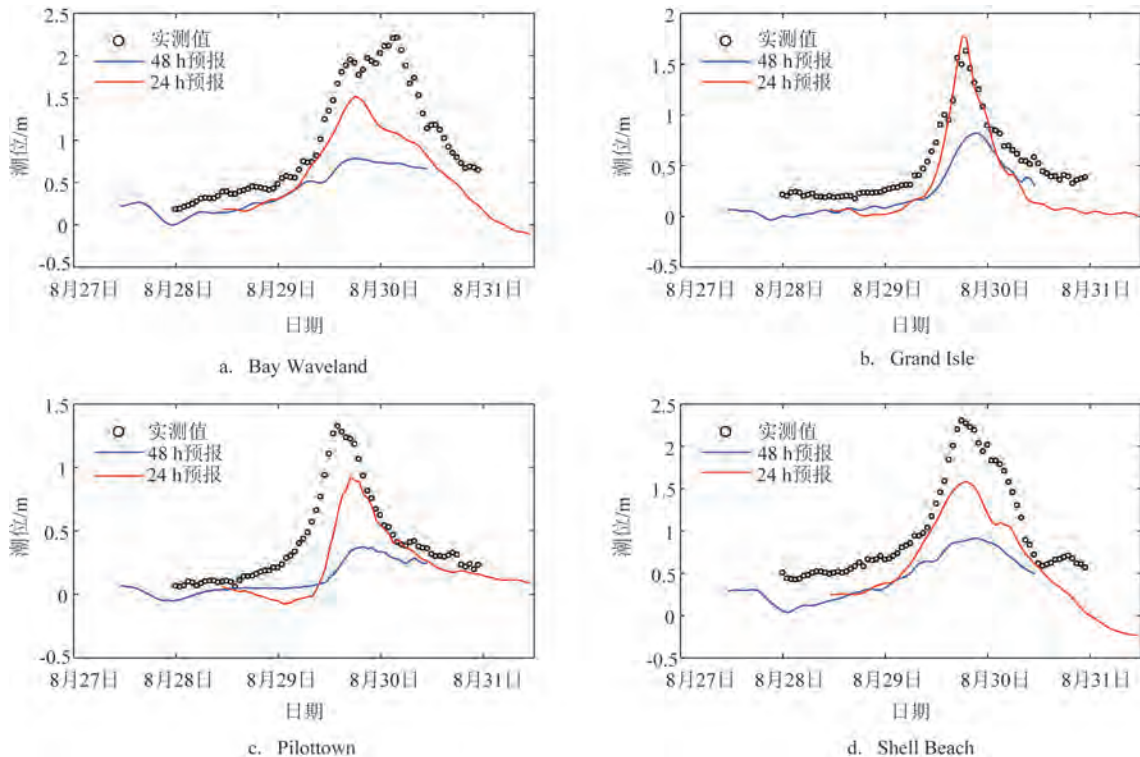 2.5
2
1.5
1
0.5
0
-0.5
实测值
48 h预报
24 h预报
潮位/m
8月27日 8月28日 8月29日 8月30日 8月31日
日期
a. Bay Waveland
2
1.5
1
0.5
0
-0.5
实测值
48 h预报
24 h预报
潮位/m
8月27日 8月28日 8月29日 8月30日 8月31日
日期
b. Grand Isle
1.5
1
0.5
0
-0.5
实测值
48 h预报
24 h预报
潮位/m
8月27日 8月28日 8月29日 8月30日 8月31日
日期
c. Pilottown
2.5
2
1.5
1
0.5
0
-0.5
实测值
48 h预报
24 h预报
潮位/m
8月27日 8月28日 8月29日 8月30日 8月31日
日期
d. Shell Beach